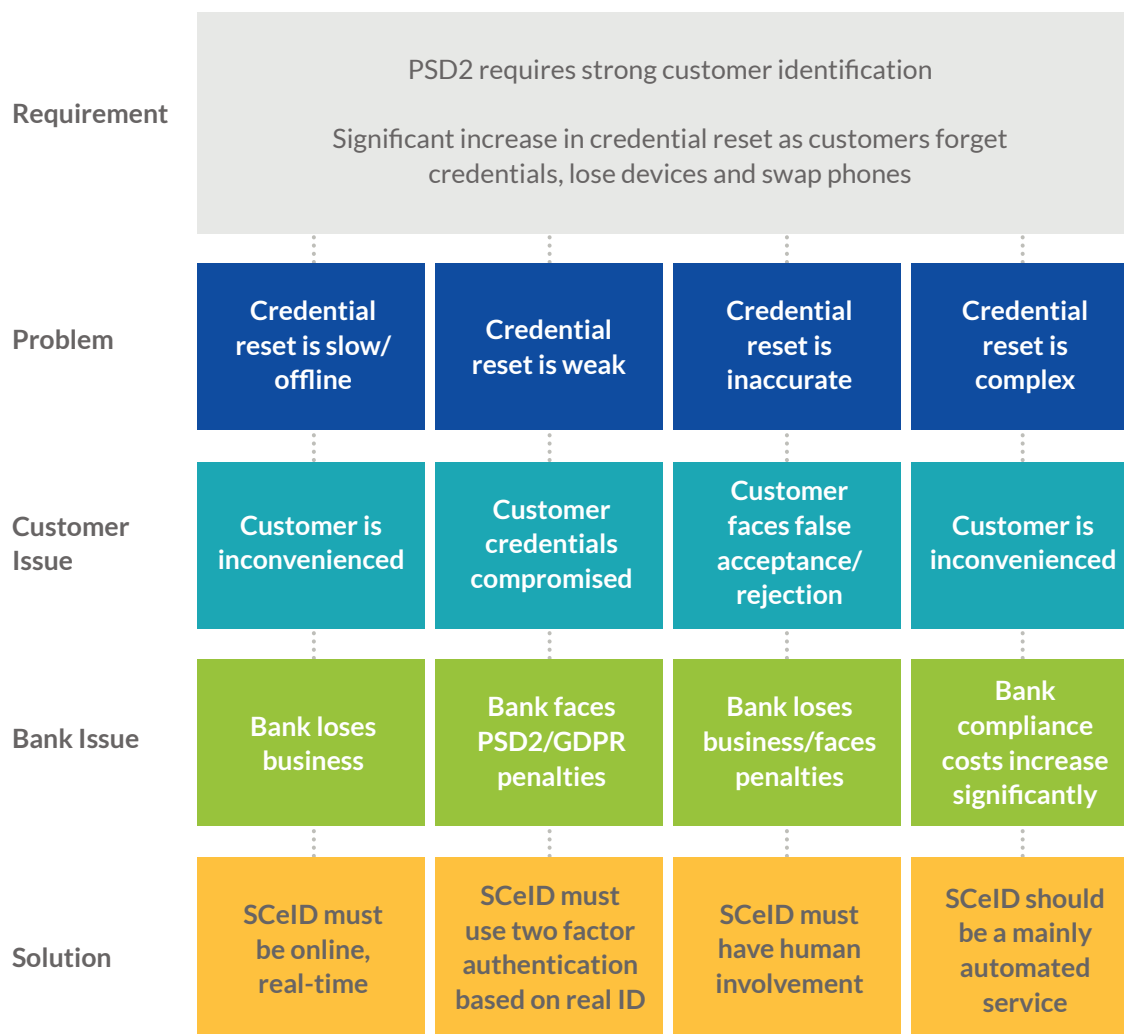 Requirement
PSD2 requires strong customer identification
Significant increase in credential reset as customers forget
credentials, lose devices and swap phones
Problem
Credential
reset is slow/
offline
Credential
reset is weak
Credential
reset is
inaccurate
Credential
reset is
complex
Customer
Issue
Customer is
inconvenienced
Customer
credentials
compromised
Customer
faces false
acceptance/
rejection
Customer is
inconvenienced
Bank Issue
Bank loses
business
Bank faces
PSD2/GDPR
penalties
Bank loses
business/faces
penalties
Bank
compliance
costs increase
significantly
Solution
SCeID must
be online,
real-time
SCeID must
use two factor
authentication
based on real ID
SCeID must
have human
involvement
SCeID should
be a mainly
automated
service